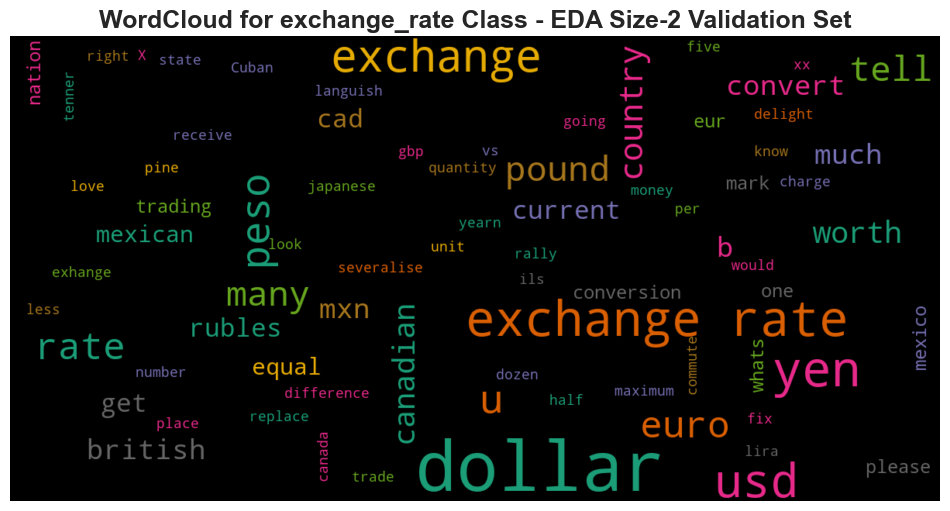 WordCloud for exchange_rate Class - EDA Size-2 Validation Set
nation
tenner
right
X
state
Cuban
exchange
languish
cad
receive
country
five
xx
convert
tell
delight
eur
going
gbp
vs
know
much
pine
love
japanese
quantity
pound
money
mark
charge
trading
peso
current
per
mexican
look
yearn
worth
unit
rally
b
would
exhange
severalise
ils
less
many
mxn
conversion
one
rubles
canadian
exchange rate
mexico
rate
equal
number
commute
whats
yen
difference
dozen
maximum
get
replace
u
half
place
euro
fix
british
canada
trade
dollar
lira
usd
please